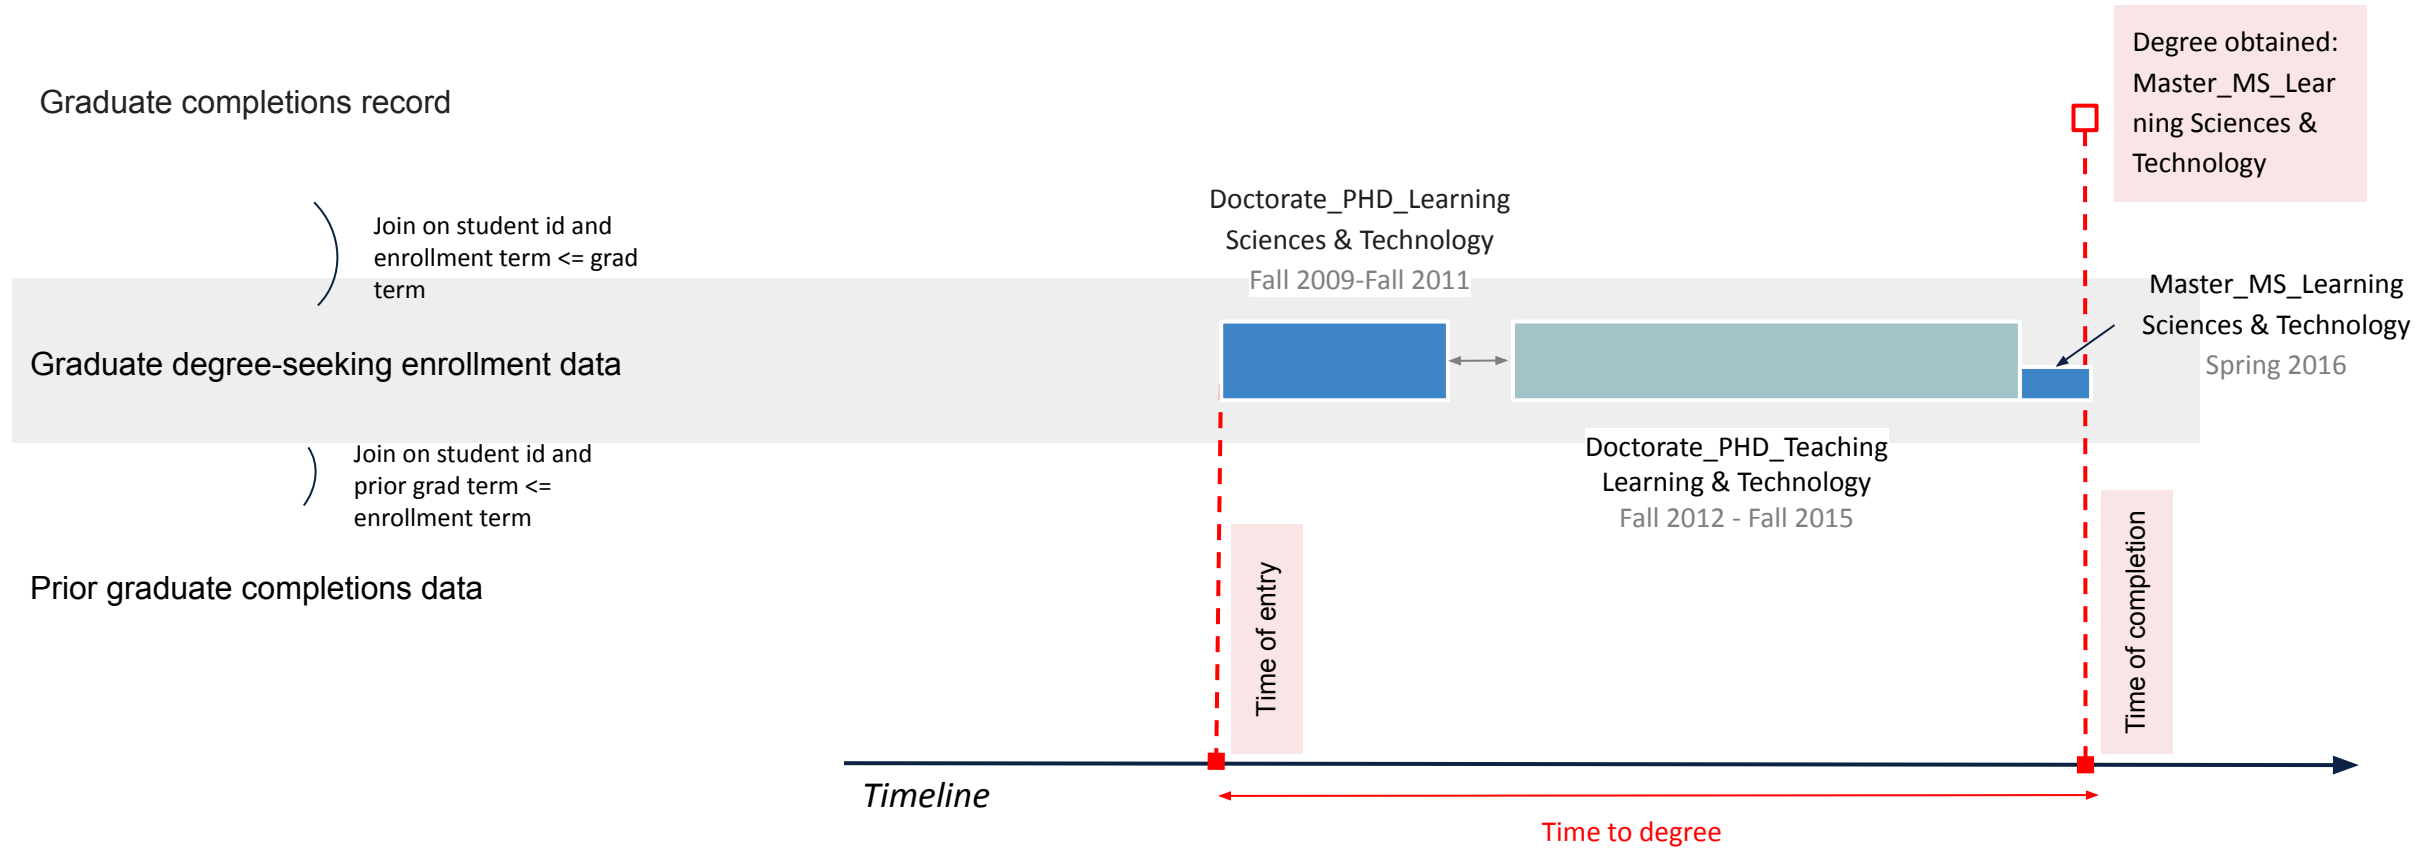 Graduate completions record
Degree obtained:
Master_MS_Lear
ning Sciences &
Technology
Doctorate_PHD_Learning
Sciences & Technology
Fall 2009-Fall 2011
Join on student id and
enrollment term <= grad
term
Master_MS_Learning
Sciences & Technology
Spring 2016
Graduate degree-seeking enrollment data
Doctorate_PHD_Teaching
Learning & Technology
Fall 2012 - Fall 2015
Join on student id and
prior grad term <=
enrollment term
Prior graduate completions data
Time of entry
Time of completion
Timeline
Time to degree